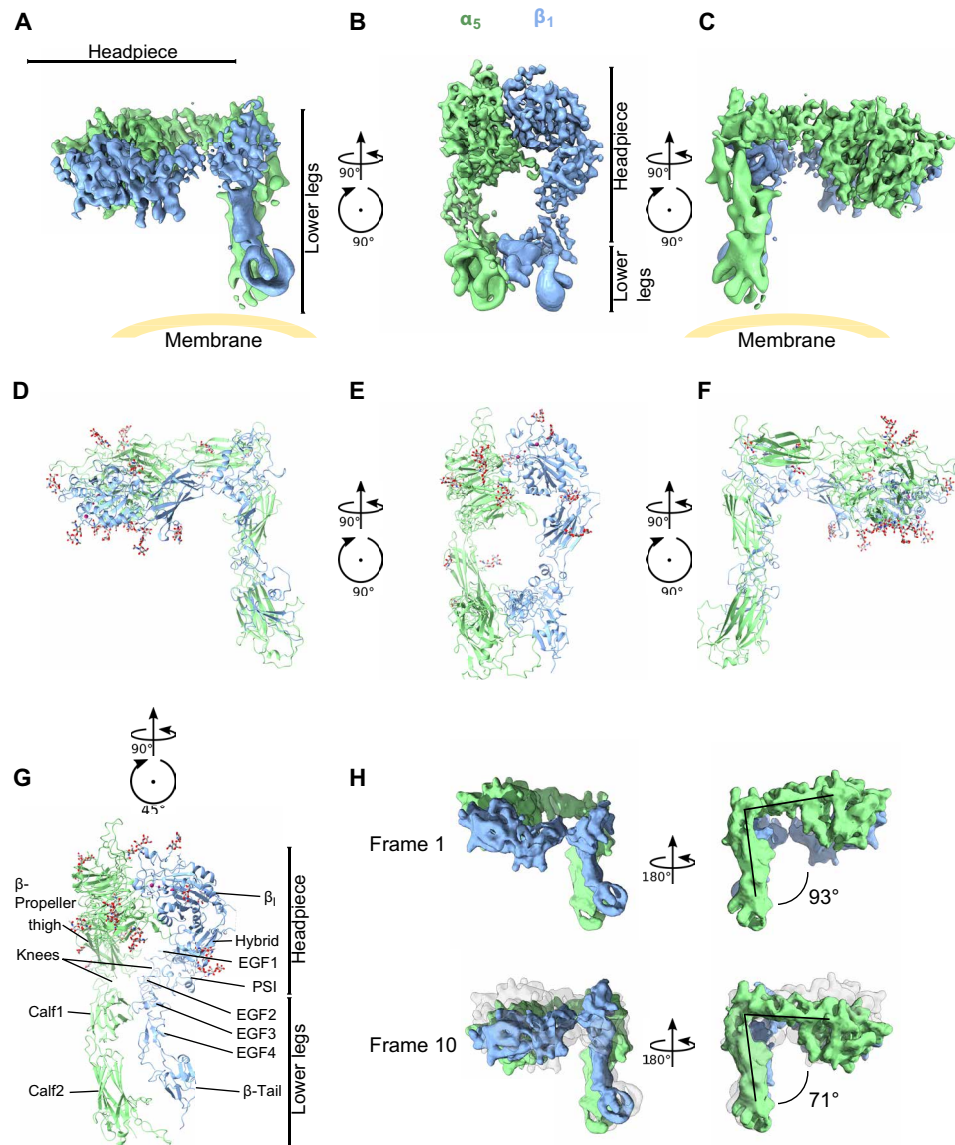 A
B
α5
β1
C
Headpiece
Lower legs
Membrane
90°
90°
Headpiece
Lower
legs
90°
90°
Membrane
D
E
F
90°
90°
90°
90°
90°
45°
G
β-
Propeller
thigh
Knees
Calf1
Calf2
βI
Hybrid
EGF1
PSI
EGF2
EGF3
EGF4
β-Tail
Headpiece
Lower legs
H
Frame 1
180°
93°
Frame 10
180°
71°